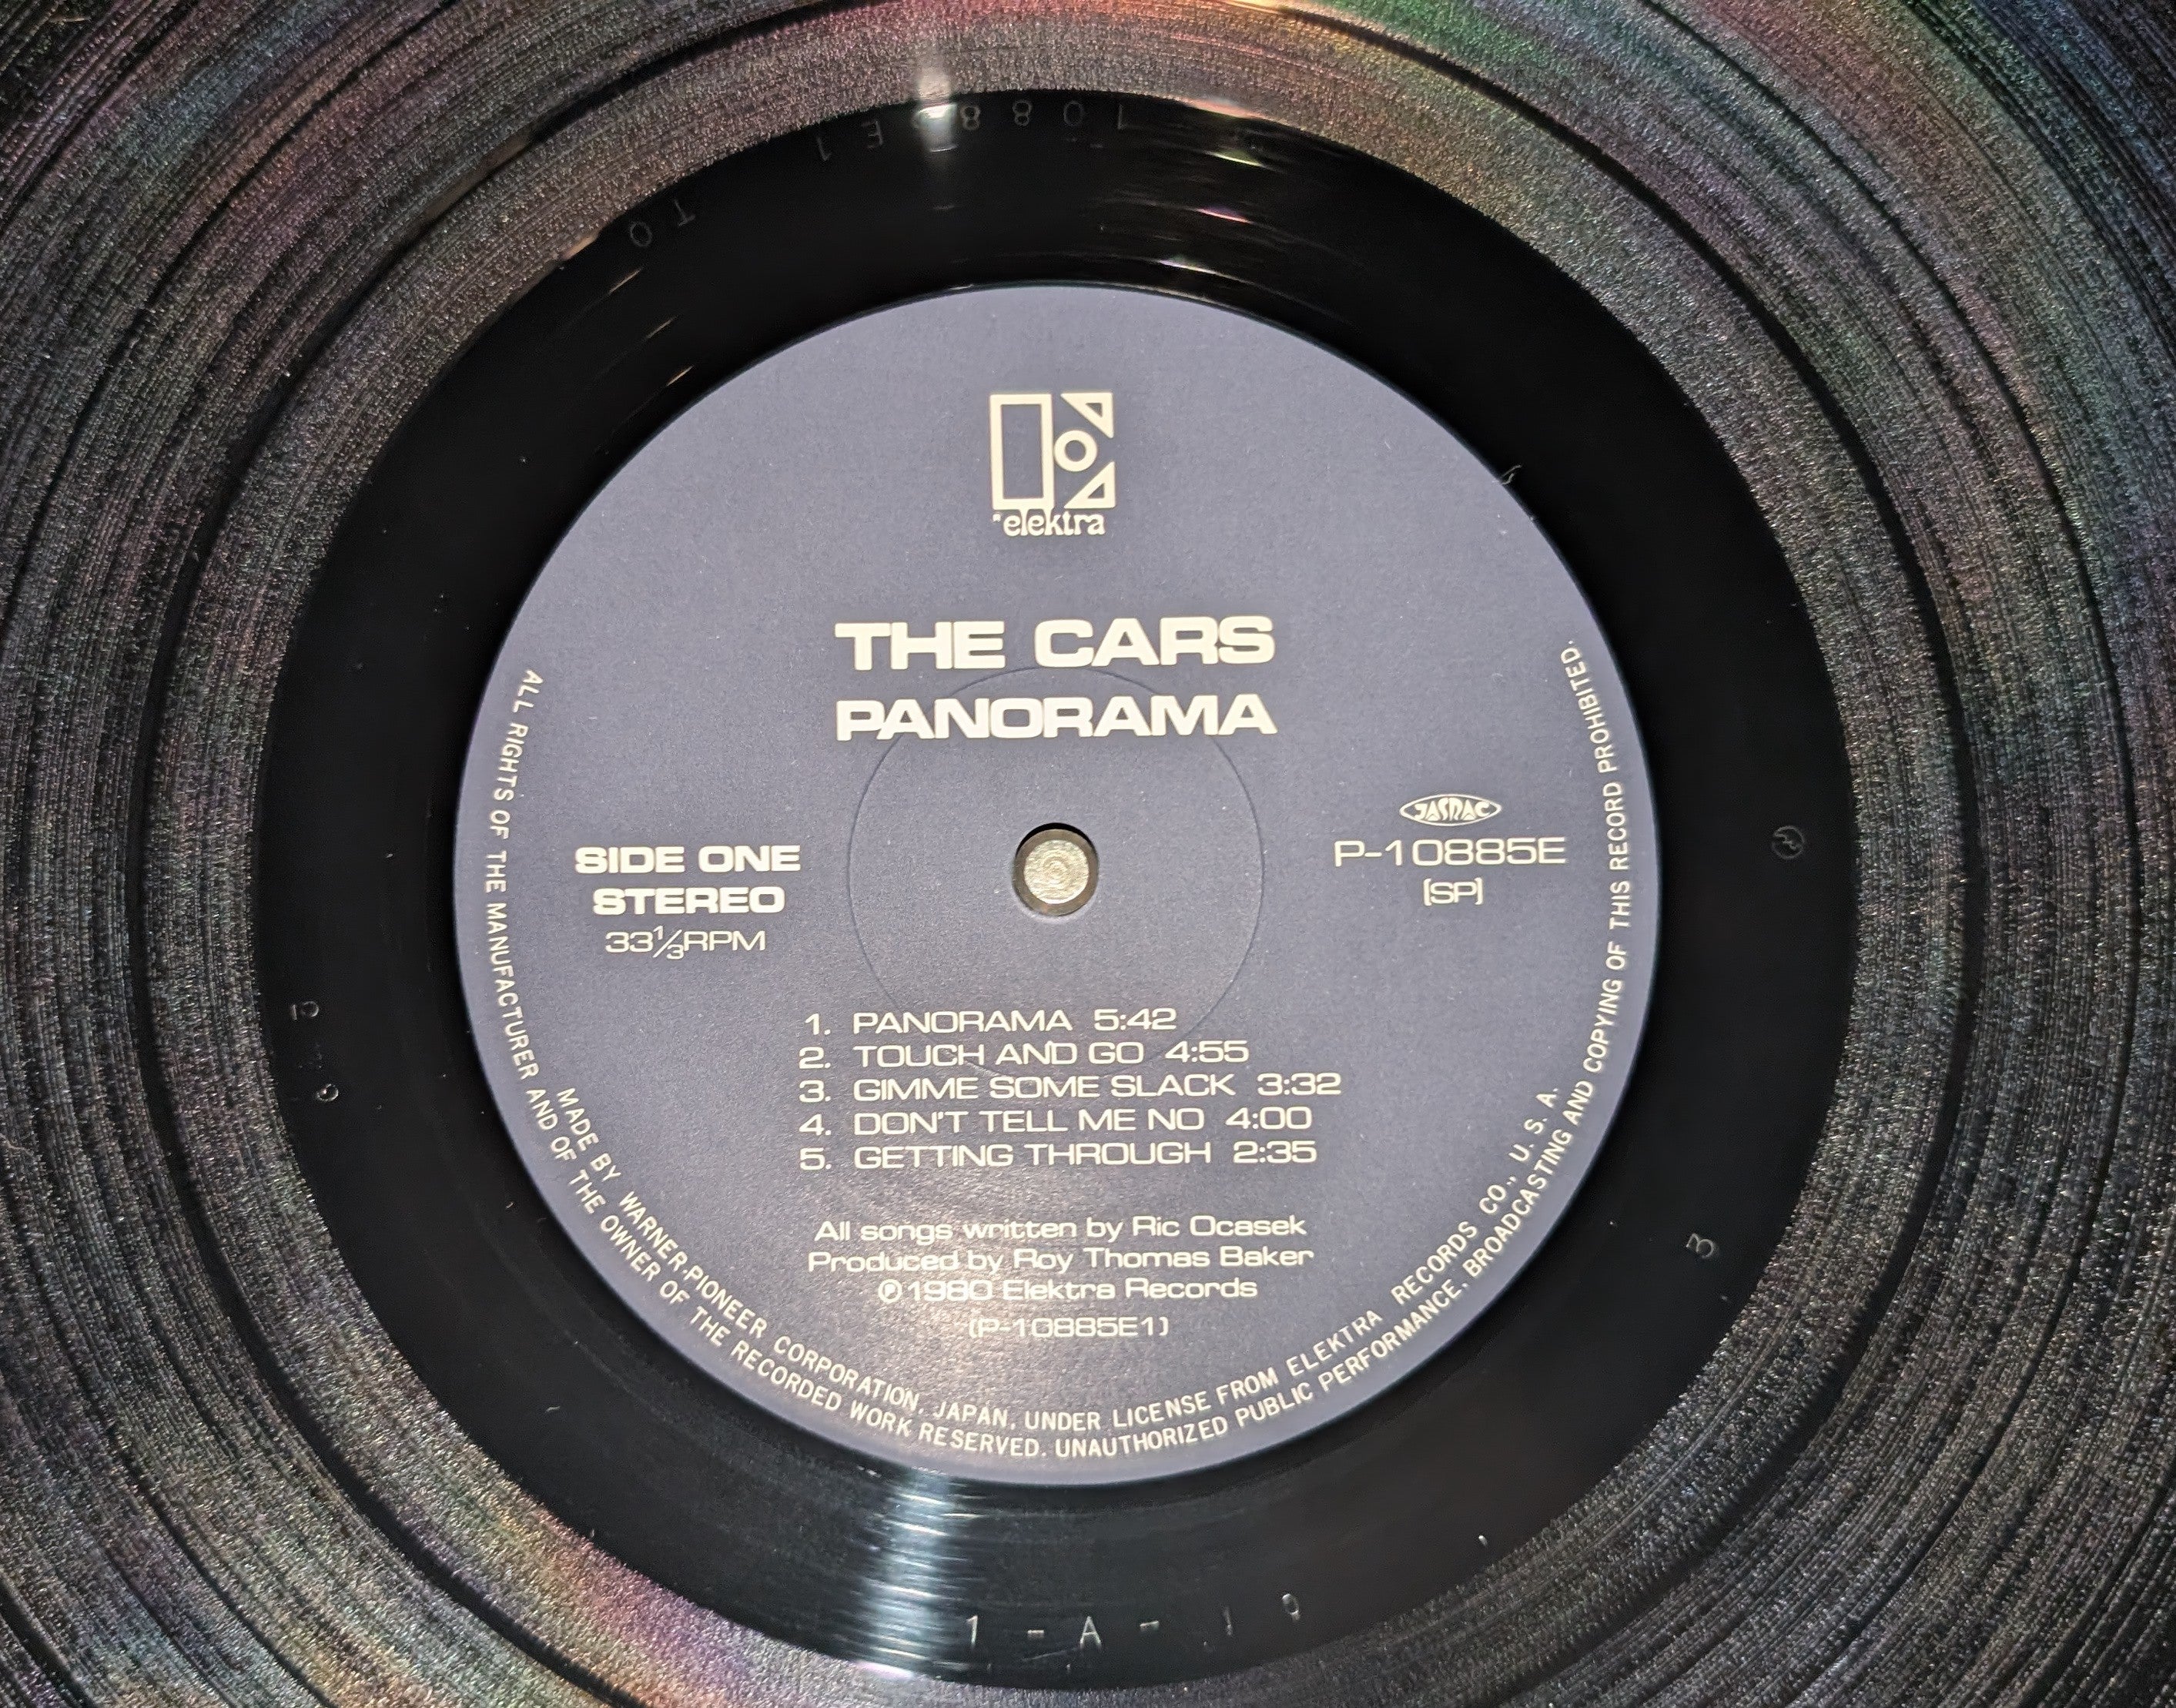 elektra
THE CARS
PANORAMA
SIDE ONE
STEREO
33⅓RPM
JASRAC
P-10885E
[SP]
1. PANORAMA 5:42
2. TOUCH AND GO 4:55
3. GIMME SOME SLACK 3:32
4. DON'T TELL ME NO 4:00
5. GETTING THROUGH 2:35
All songs written by Ric Ocasek
Produced by Roy Thomas Baker
℗1980 Elektra Records
(P-10885E1)
MADE BY WARNER-PIONEER CORPORATION, JAPAN, UNDER LICENSE FROM ELEKTRA RECORDS CO., U. S. A.
ALL RIGHTS OF THE MANUFACTURER AND OF THE OWNER OF THE RECORDED WORK RESERVED. UNAUTHORIZED PUBLIC PERFORMANCE, BROADCASTING AND COPYING OF THIS RECORD PROHIBITED.
1-A-19
3
TO